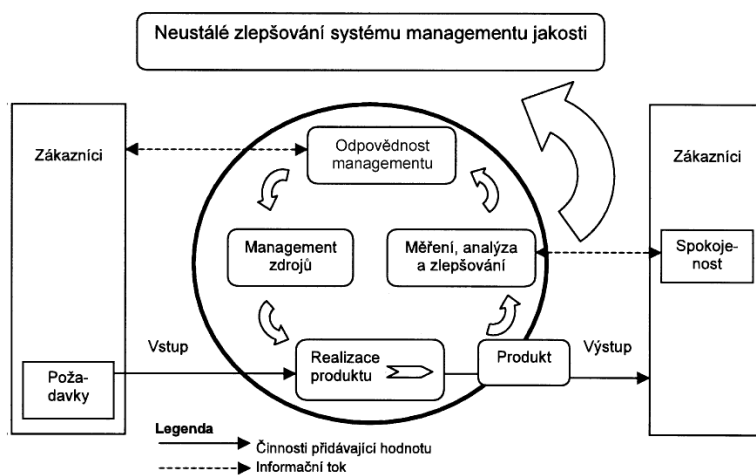 Neustálé zlepšování systému managementu jakosti
Zákazníci
Odpovědnost
managementu
Zákazníci
Management
zdrojů
Měření, analýza
a zlepšování
Spokoje-
nost
Vstup
Realizace
produktu
Produkt
Výstup
Poža-
davky
Legenda
Činnosti přidávající hodnotu
Informační tok